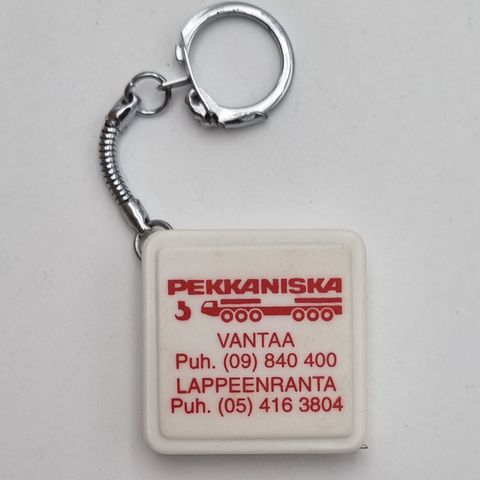 PEKKANISKA
VANTAA
Puh. (09) 840 400
LAPPEENRANTA
Puh. (05) 416 3804